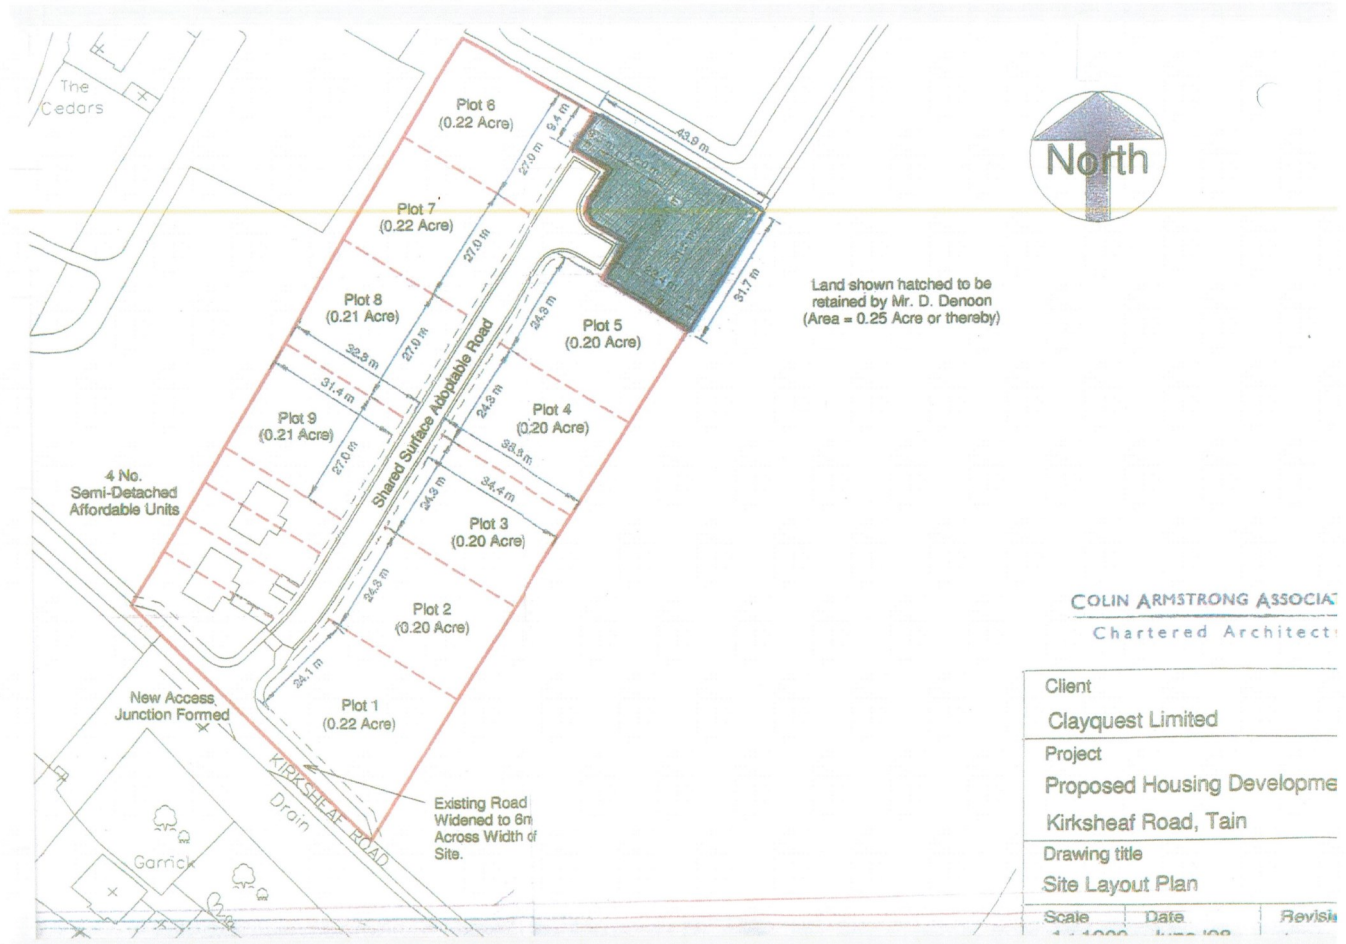 The
Cedars
Plot 6
(0.22 Acre)
9.4 m
43.9 m
27.0 m
North
Plot 7
(0.22 Acre)
27.0 m
31.7 m
Land shown hatched to be
retained by Mr. D. Denoon
(Area = 0.25 Acre or thereby)
Plot 8
(0.21 Acre)
27.0 m
32.8 m
31.4 m
24.3 m
Plot 5
(0.20 Acre)
Shared Surface Adoptable Road
24.3 m
Plot 4
(0.20 Acre)
Plot 9
(0.21 Acre)
27.0 m
34.4 m
24.3 m
4 No.
Semi-Detached
Affordable Units
Plot 3
(0.20 Acre)
24.3 m
Plot 2
(0.20 Acre)
24.1 m
Plot 1
(0.22 Acre)
New Access
Junction Formed
KIRKSHEAF ROAD
Drain
Existing Road
Widened to 6m
Across Width of
Site.
Garrick
COLIN ARMSTRONG ASSOCIAT
Chartered Architects
Client
Clayquest Limited
Project
Proposed Housing Developme
Kirksheaf Road, Tain
Drawing title
Site Layout Plan
Scale Date Revisi